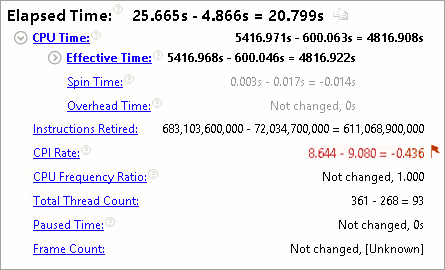 Elapsed Time: 25.665s - 4.866s = 20.799s
CPU Time: 5416.971s - 600.063s = 4816.908s
Effective Time: 5416.968s - 600.046s = 4816.922s
Spin Time: 0.003s - 0.017s = -0.014s
Overhead Time: Not changed, 0s
Instructions Retired: 683,103,600,000 - 72,034,700,000 = 611,068,900,000
CPI Rate: 8.644 - 9.080 = -0.436
CPU Frequency Ratio: Not changed, 1.000
Total Thread Count: 361 - 268 = 93
Paused Time: Not changed, 0s
Frame Count: Not changed, [Unknown]